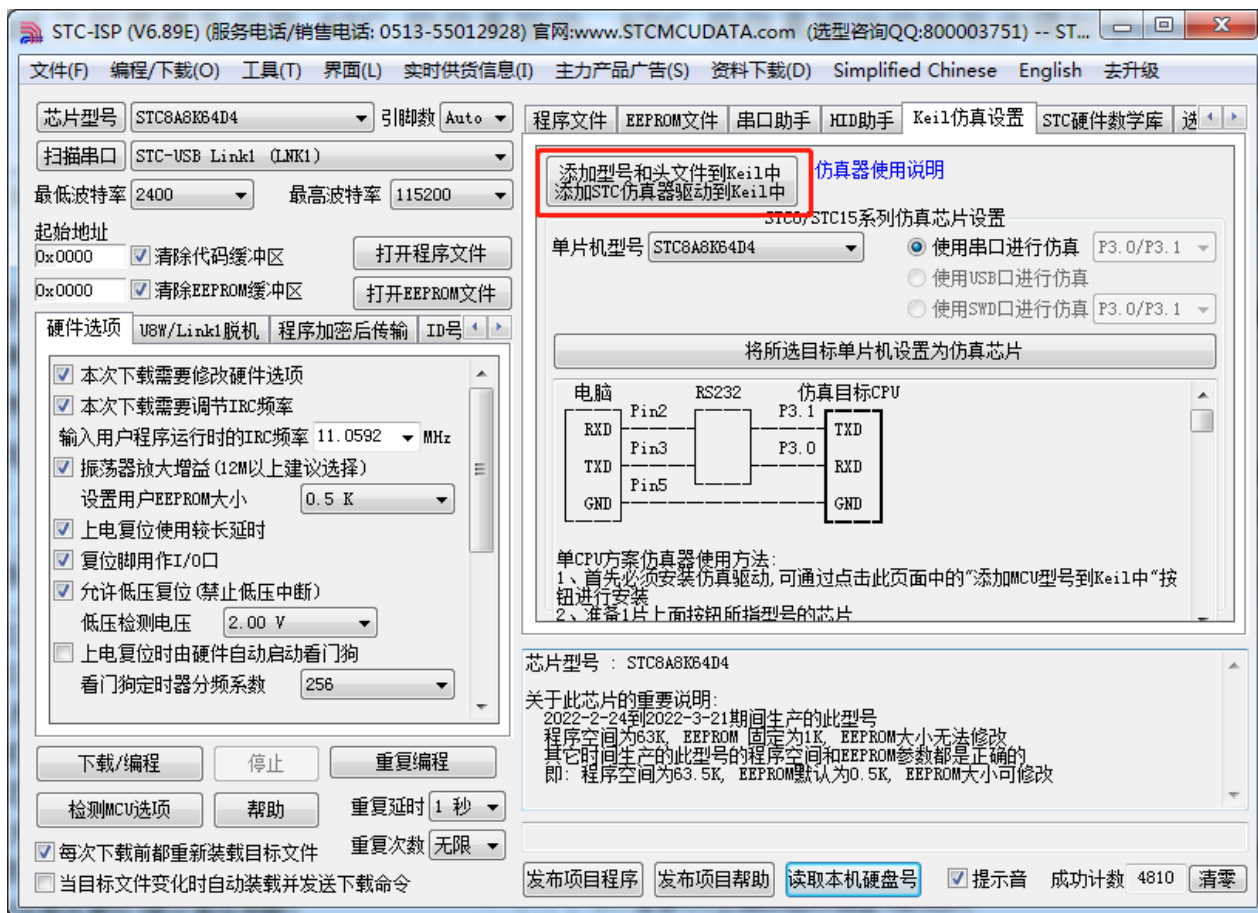 STC-ISP (V6.89E) (服务电话/销售电话: 0513-55012928) 官网:www.STCMCUDATA.com (选型咨询QQ:800003751) -- ST...
文件(F) 编程/下载(O) 工具(T) 界面(L) 实时供货信息(I) 主力产品广告(S) 资料下载(D) Simplified Chinese English 去升级
芯片型号 STC8A8K64D4 引脚数 Auto
扫描串口 STC-USB Link1 (LNK1)
最低波特率 2400 最高波特率 115200
起始地址
0x0000 清除代码缓冲区 打开程序文件
0x0000 清除EEPROM缓冲区 打开EEPROM文件
硬件选项 U8W/Link1脱机 程序加密后传输 ID号
本次下载需要修改硬件选项
本次下载需要调节IRC频率
输入用户程序运行时的IRC频率 11.0592 MHz
振荡器放大增益(12M以上建议选择)
设置用户EEPROM大小 0.5 K
上电复位使用较长延时
复位脚用作I/O口
允许低压复位(禁止低压中断)
低压检测电压 2.00 V
上电复位时由硬件自动启动看门狗
看门狗定时器分频系数 256
下载/编程 停止 重复编程
检测MCU选项 帮助 重复延时 1 秒
重复次数 无限
每次下载前都重新装载目标文件
当目标文件变化时自动装载并发送下载命令
程序文件 EEPROM文件 串口助手 HID助手 Keil仿真设置 STC硬件数学库 选
添加型号和头文件到Keil中
添加STC仿真器驱动到Keil中
仿真器使用说明
STC8/STC15系列仿真芯片设置
单片机型号 STC8A8K64D4 使用串口进行仿真 P3.0/P3.1
使用USB口进行仿真
使用SWD口进行仿真 P3.0/P3.1
将所选目标单片机设置为仿真芯片
电脑 RS232 仿真目标CPU
Pin2 P3.1
RXD TXD
Pin3 P3.0
TXD RXD
Pin5
GND GND
单CPU方案仿真器使用方法:
1、首先必须安装仿真驱动,可通过点击此页面中的“添加MCU型号到Keil中“按
钮进行安装
2、准备1片上面按钮所指型号的芯片
芯片型号 : STC8A8K64D4
关于此芯片的重要说明:
2022-2-24到2022-3-21期间生产的此型号
程序空间为63K, EEPROM 固定为1K, EEPROM大小无法修改
其它时间生产的此型号的程序空间和EEPROM参数都是正确的
即: 程序空间为63.5K, EEPROM默认为0.5K, EEPROM大小可修改
发布项目程序 发布项目帮助 读取本机硬盘号 提示音 成功计数 4810 清零